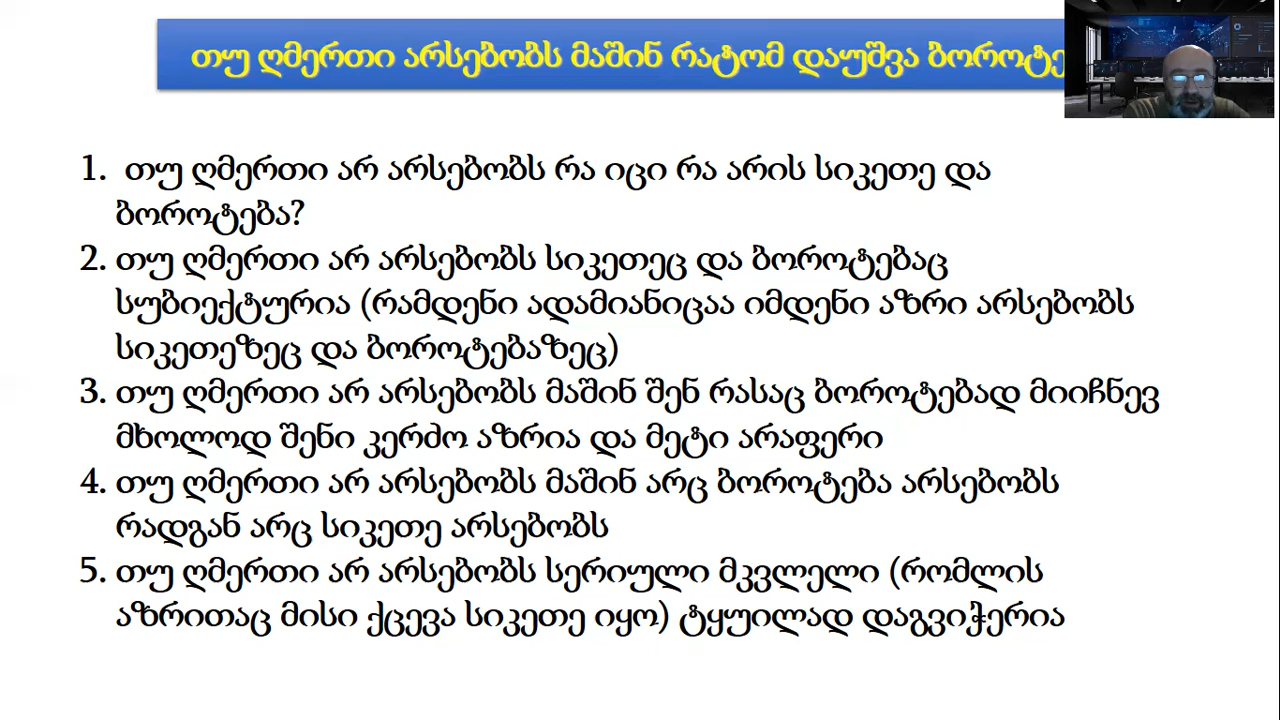 თუ ღმერთი არსებობს მაშინ რატომ დაუშვა
1. თუ ღმერთი არ არსებობს რა იცი რა არის სიკეთე და
ბოროტება?
2. თუ ღმერთი არ არსებობს სიკეთეც და ბოროტებაც
სუბიექტურია (რამდენი ადამიანიცაა იმდენი აზრი არსებობს
სიკეთეზეც და ბოროტებაზეც)
3. თუ ღმერთი არ არსებობს მაშინ შენ რასაც ბოროტებად მიიჩნევ
მხოლოდ შენი კერძო აზრია და მეტი არაფერი
4. თუ ღმერთი არ არსებობს მაშინ არც ბოროტება არსებობს
რადგან არც სიკეთე არსებობს
5. თუ ღმერთი არ არსებობს სერიული მკვლელი (რომლის
აზრითაც მისი ქცევა სიკეთე იყო) ტყუილად დაგვიჭერია